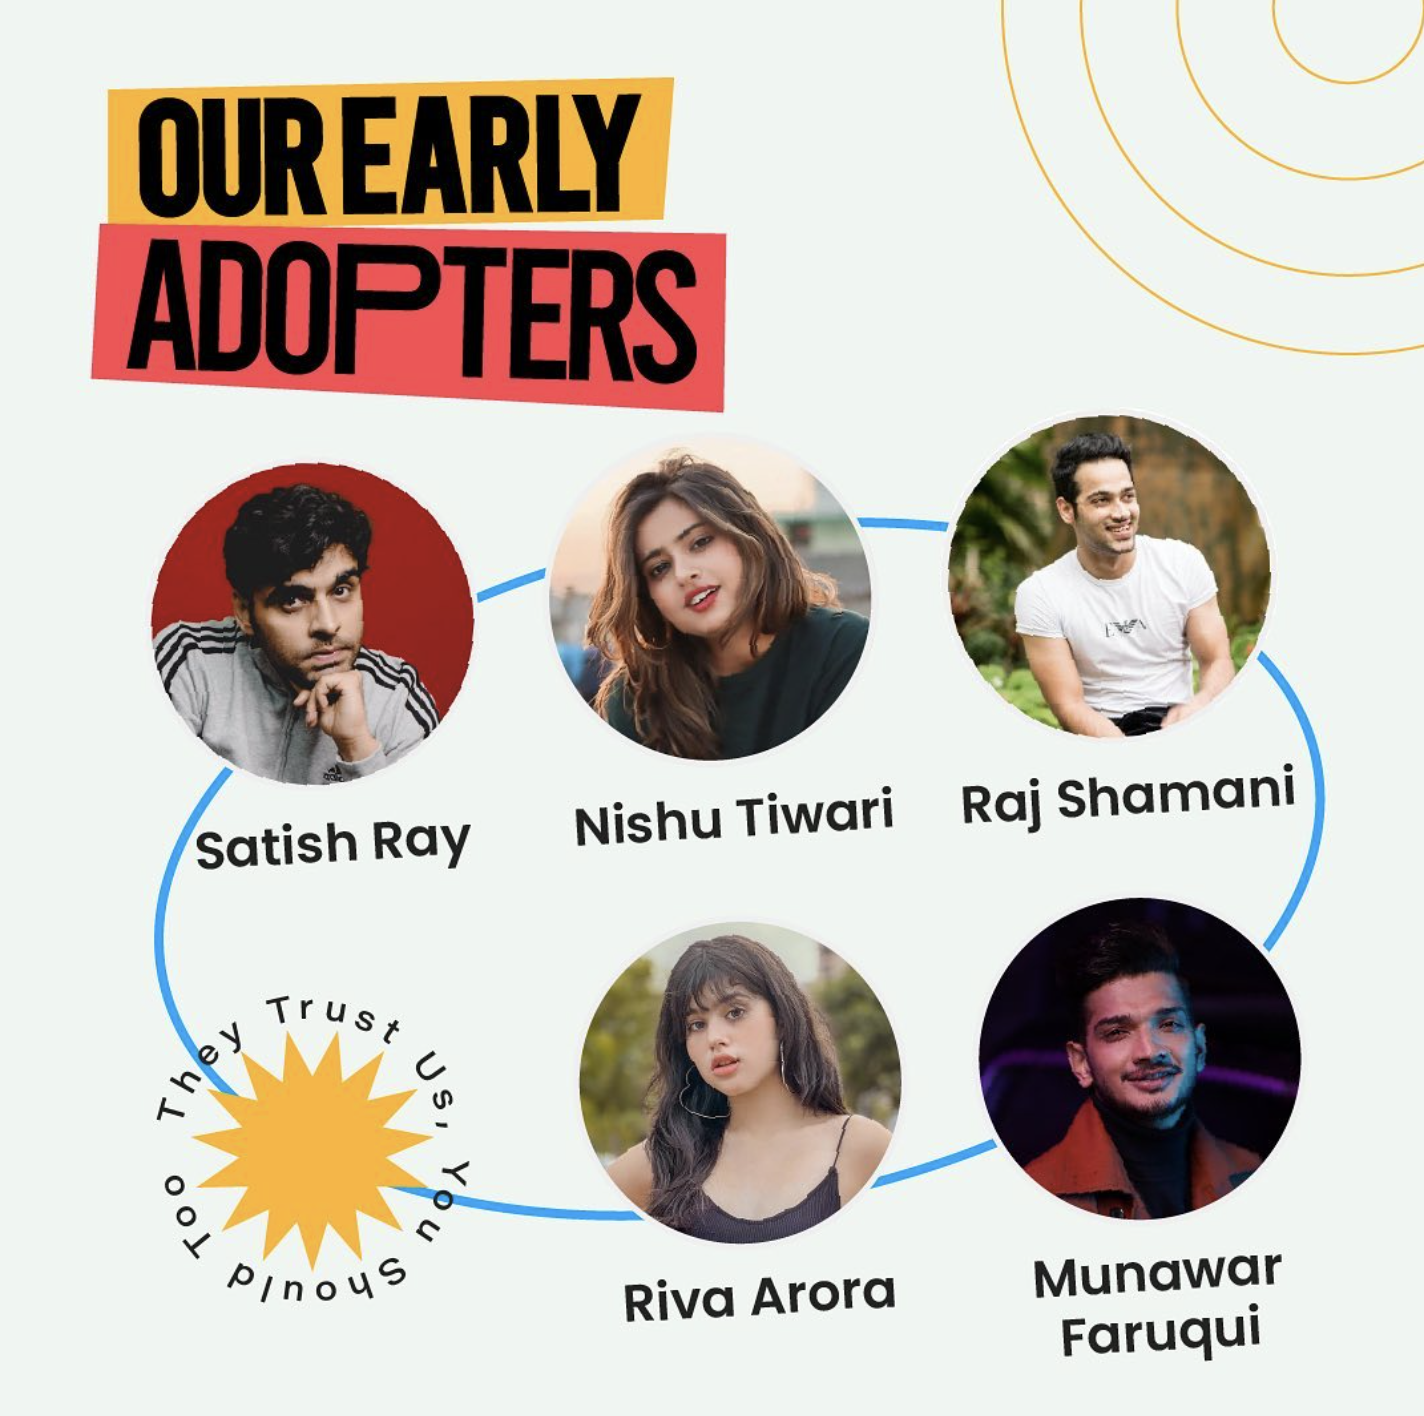 OUR EARLY
ADOPTERS
Satish Ray
Nishu Tiwari
Raj Shamani
They Trust Us, You Should Too
Riva Arora
Munawar
Faruqui